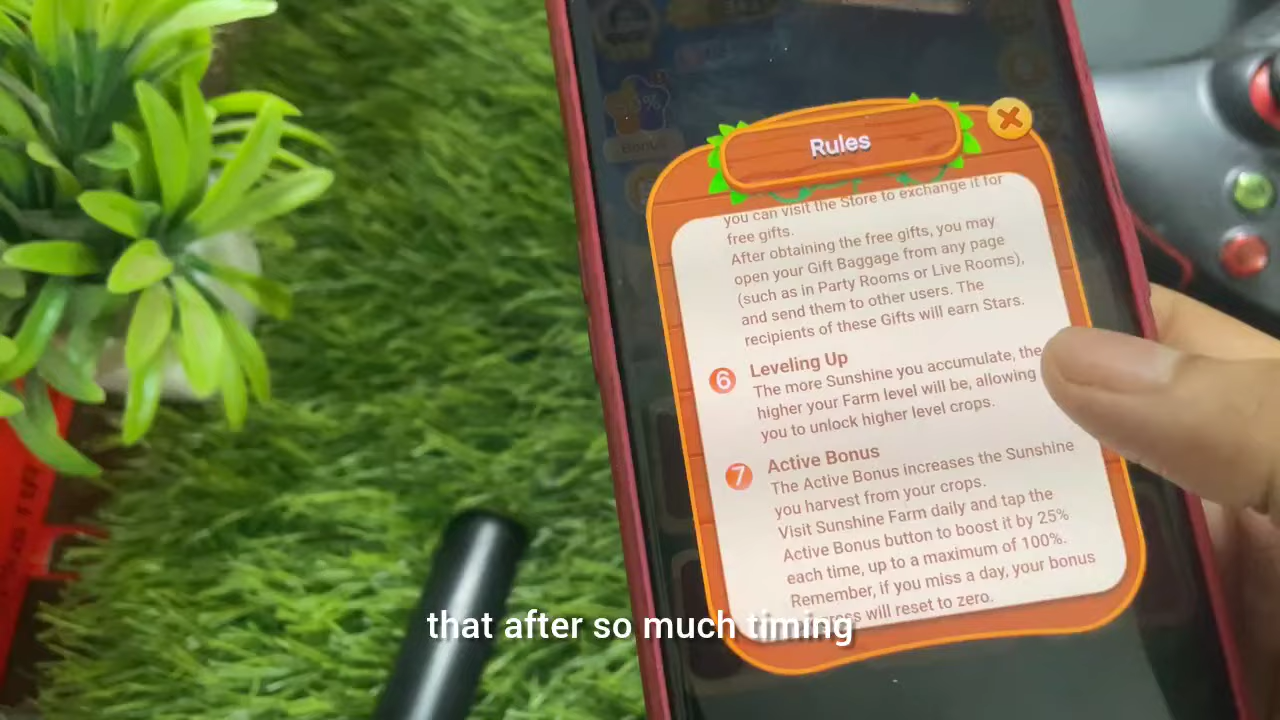 Rules
you can visit the Store to exchange it for
free gifts.
After obtaining the free gifts, you may
open your Gift Baggage from any page
(such as in Party Rooms or Live Rooms),
and send them to other users. The
recipients of these Gifts will earn Stars.
6 Leveling Up
The more Sunshine you accumulate, the
higher your Farm level will be, allowing
you to unlock higher level crops.
7 Active Bonus
The Active Bonus increases the Sunshine
you harvest from your crops.
Visit Sunshine Farm daily and tap the
Active Bonus button to boost it by 25%
each time, up to a maximum of 100%.
Remember, if you miss a day, your bonus
will reset to zero.
Bonus
that after so much timing